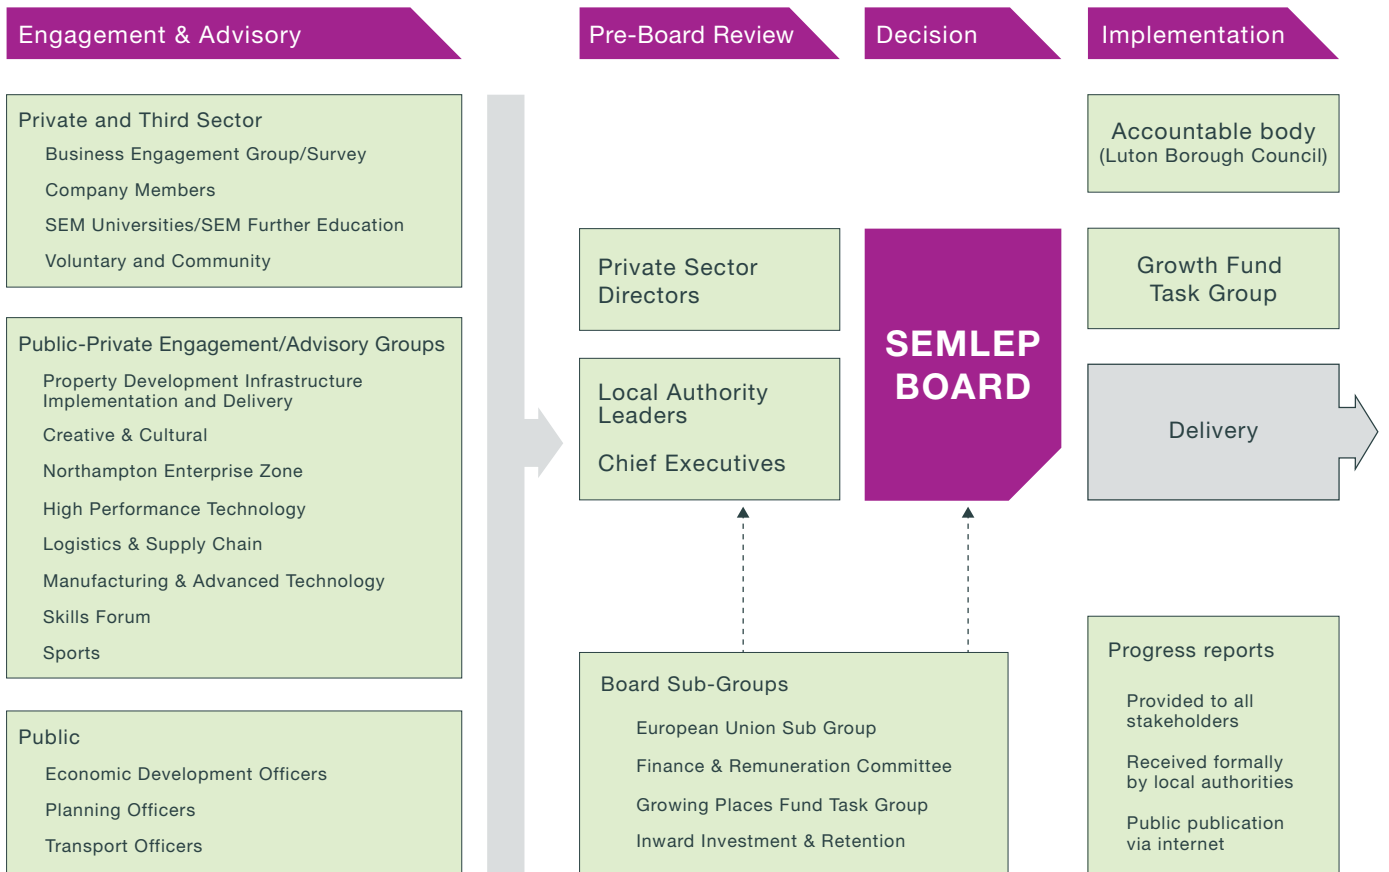 Engagement & Advisory
Pre-Board Review
Decision
Implementation
Private and Third Sector
Business Engagement Group/Survey
Company Members
SEM Universities/SEM Further Education
Voluntary and Community
Public-Private Engagement/Advisory Groups
Property Development Infrastructure
Implementation and Delivery
Creative & Cultural
Northampton Enterprise Zone
High Performance Technology
Logistics & Supply Chain
Manufacturing & Advanced Technology
Skills Forum
Sports
Public
Economic Development Officers
Planning Officers
Transport Officers
Private Sector
Directors
Local Authority
Leaders
Chief Executives
Board Sub-Groups
European Union Sub Group
Finance & Remuneration Committee
Growing Places Fund Task Group
Inward Investment & Retention
SEMLEP
BOARD
Accountable body
(Luton Borough Council)
Growth Fund
Task Group
Delivery
Progress reports
Provided to all
stakeholders
Received formally
by local authorities
Public publication
via internet